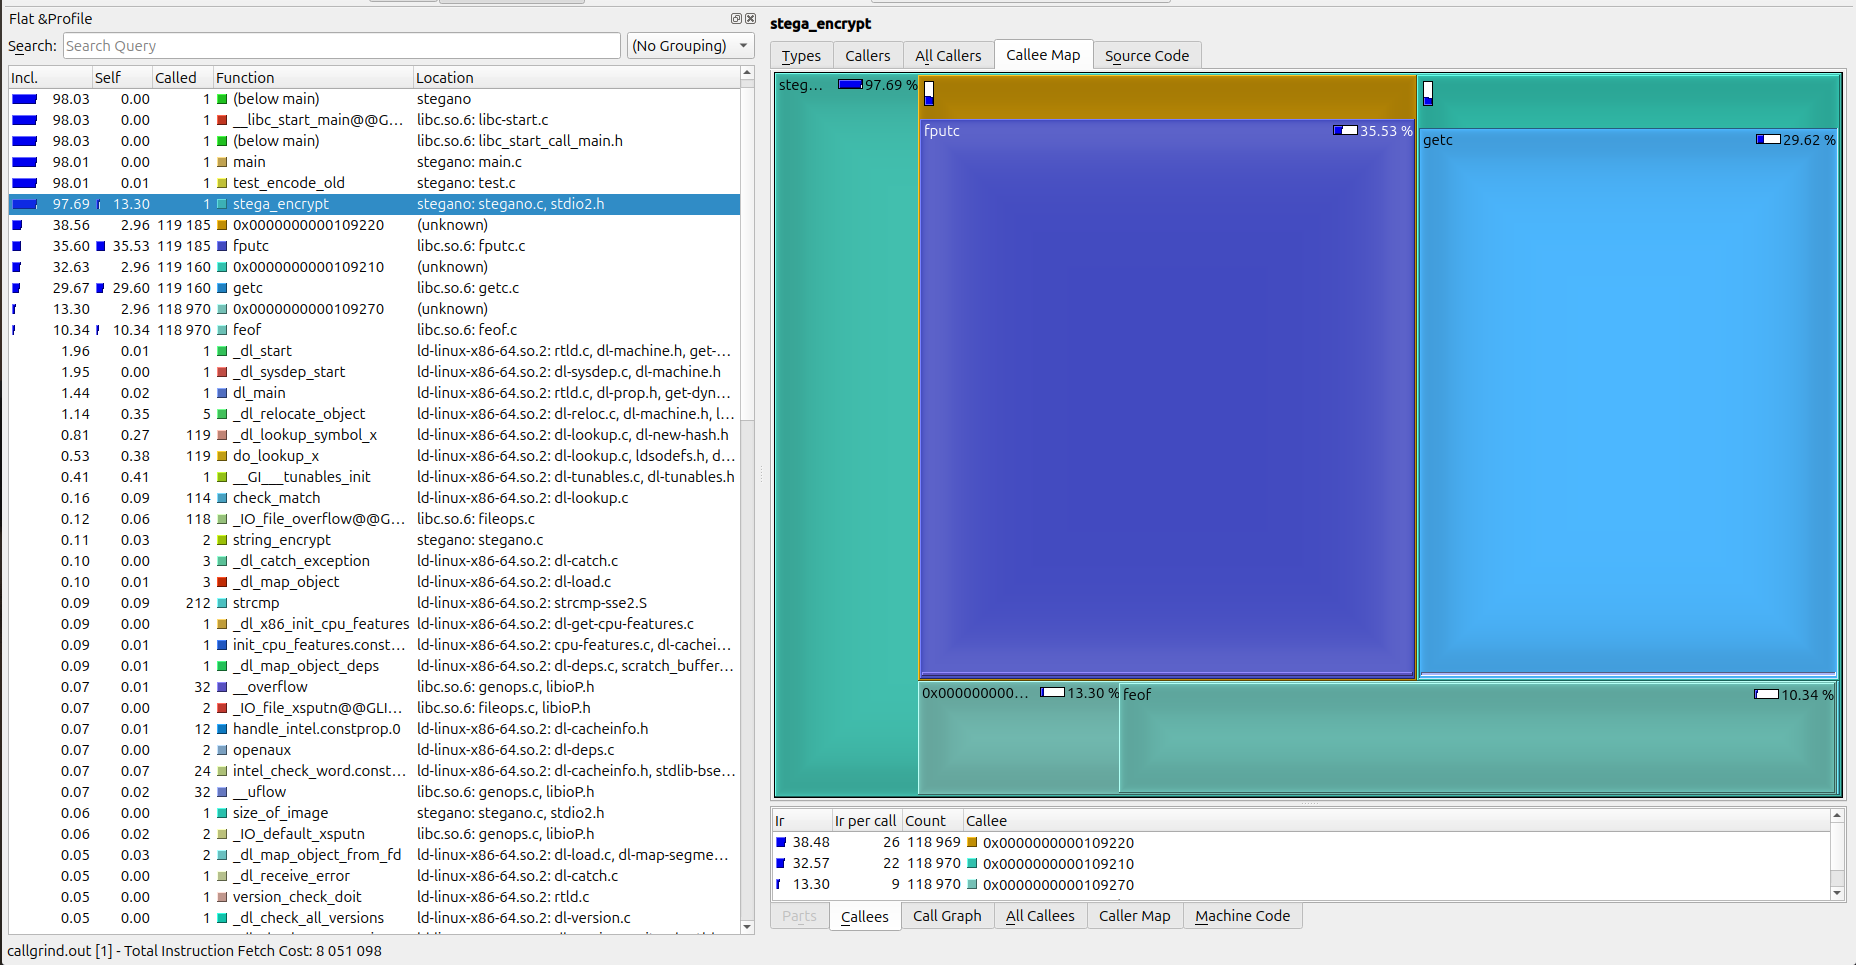 Flat &Profile
Search: Search Query (No Grouping)
Incl. Self Called Function Location
98.03 0.00 1 (below main) stegano
98.03 0.00 1 __libc_start_main@@G... libc.so.6: libc-start.c
98.03 0.00 1 (below main) libc.so.6: libc_start_call_main.h
98.01 0.00 1 main stegano: main.c
98.01 0.01 1 test_encode_old stegano: test.c
97.69 13.30 1 stega_encrypt stegano: stegano.c, stdio2.h
38.56 2.96 119 185 0x0000000000109220 (unknown)
35.60 35.53 119 185 fputc libc.so.6: fputc.c
32.63 2.96 119 160 0x0000000000109210 (unknown)
29.67 29.60 119 160 getc libc.so.6: getc.c
13.30 2.96 118 970 0x0000000000109270 (unknown)
10.34 10.34 118 970 feof libc.so.6: feof.c
1.96 0.01 1 _dl_start ld-linux-x86-64.so.2: rtld.c, dl-machine.h, get-...
1.95 0.00 1 _dl_sysdep_start ld-linux-x86-64.so.2: dl-sysdep.c, dl-machine.h
1.44 0.02 1 dl_main ld-linux-x86-64.so.2: rtld.c, dl-prop.h, get-dyn...
1.14 0.35 5 _dl_relocate_object ld-linux-x86-64.so.2: dl-reloc.c, dl-machine.h, l...
0.81 0.27 119 _dl_lookup_symbol_x ld-linux-x86-64.so.2: dl-lookup.c, dl-new-hash.h
0.53 0.38 119 do_lookup_x ld-linux-x86-64.so.2: dl-lookup.c, ldsodefs.h, d...
0.41 0.41 1 __GI___tunables_init ld-linux-x86-64.so.2: dl-tunables.c, dl-tunables.h
0.16 0.09 114 check_match ld-linux-x86-64.so.2: dl-lookup.c
0.12 0.06 118 _IO_file_overflow@@G... libc.so.6: fileops.c
0.11 0.03 2 string_encrypt stegano: stegano.c
0.10 0.00 3 _dl_catch_exception ld-linux-x86-64.so.2: dl-catch.c
0.10 0.01 3 _dl_map_object ld-linux-x86-64.so.2: dl-load.c
0.09 0.09 212 strcmp ld-linux-x86-64.so.2: strcmp-sse2.S
0.09 0.00 1 _dl_x86_init_cpu_features ld-linux-x86-64.so.2: dl-get-cpu-features.c
0.09 0.01 1 init_cpu_features.const... ld-linux-x86-64.so.2: cpu-features.c, dl-cachei...
0.09 0.01 1 _dl_map_object_deps ld-linux-x86-64.so.2: dl-deps.c, scratch_buffer...
0.07 0.01 32 __overflow libc.so.6: genops.c, libioP.h
0.07 0.00 2 _IO_file_xsputn@@GLI... libc.so.6: fileops.c, libioP.h
0.07 0.01 12 handle_intel.constprop.0 ld-linux-x86-64.so.2: dl-cacheinfo.h
0.07 0.00 2 openaux ld-linux-x86-64.so.2: dl-deps.c
0.07 0.07 24 intel_check_word.const... ld-linux-x86-64.so.2: dl-cacheinfo.h, stdlib-bse...
0.07 0.02 32 __uflow libc.so.6: genops.c, libioP.h
0.06 0.00 1 size_of_image stegano: stegano.c, stdio2.h
0.06 0.02 2 _IO_default_xsputn libc.so.6: genops.c, libioP.h
0.05 0.03 2 _dl_map_object_from_fd ld-linux-x86-64.so.2: dl-load.c, dl-map-segme...
0.05 0.00 1 _dl_receive_error ld-linux-x86-64.so.2: dl-catch.c
0.05 0.00 1 version_check_doit ld-linux-x86-64.so.2: rtld.c
0.05 0.00 1 _dl_check_all_versions ld-linux-x86-64.so.2: dl-version.c
callgrind.out [1] - Total Instruction Fetch Cost: 8 051 098
stega_encrypt
Types Callers All Callers Callee Map Source Code
steg... 97.69 %
fputc 35.53 %
getc 29.62 %
0x000000000... 13.30 %
feof 10.34 %
Ir Ir per call Count Callee
38.48 26 118 969 0x0000000000109220
32.57 22 118 970 0x0000000000109210
13.30 9 118 970 0x0000000000109270
Parts Callees Call Graph All Callees Caller Map Machine Code